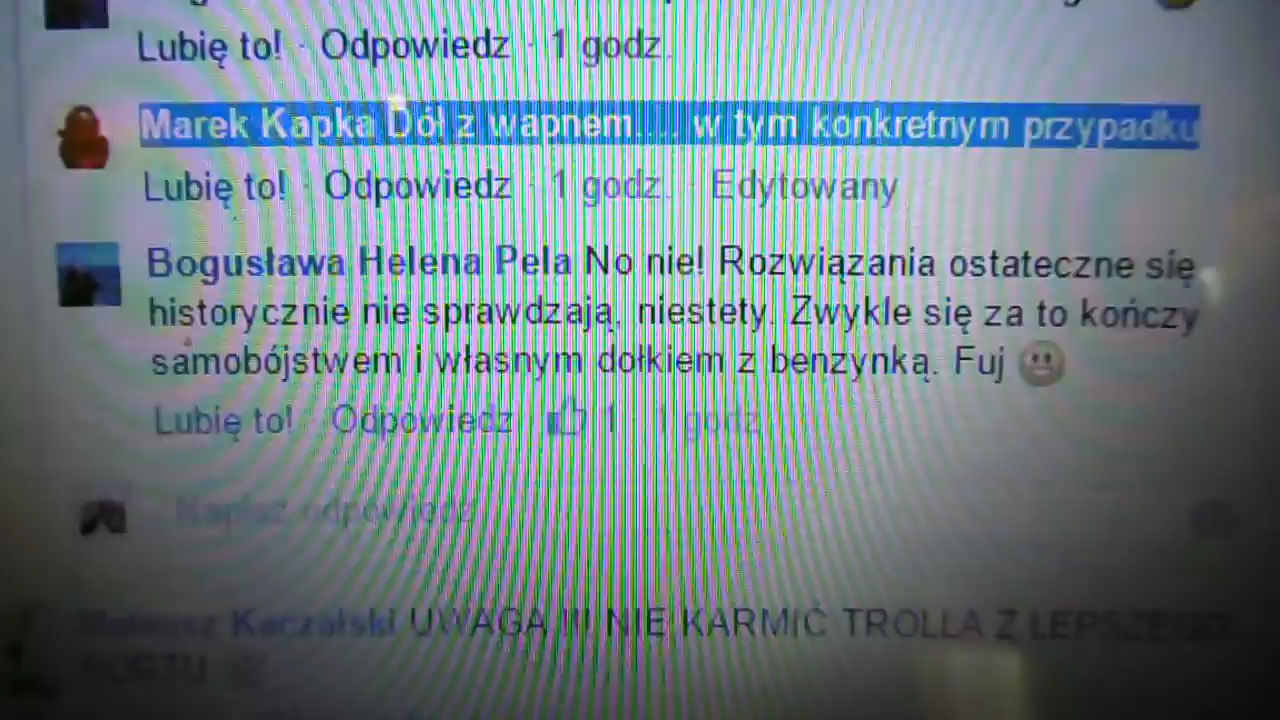 Lubię to! · Odpowiedz · 1 godz.
Marek Kapka Dół z wapnem.... w tym konkretnym przypadku
Lubię to! · Odpowiedz · 1 godz. · Edytowany
Bogusława Helena Pela No nie! Rozwiązania ostateczne się
historycznie nie sprawdzają, niestety. Zwykle się za to kończy
samobójstwem i własnym dołkiem z benzynką. Fuj
Lubię to! · Odpowiedz · 1 · 1 godz.
Napisz odpowiedź
Mateusz Kaczalski UWAGA !!! NIE KARMIĆ TROLLA Z LEPSZEGO
SORTU